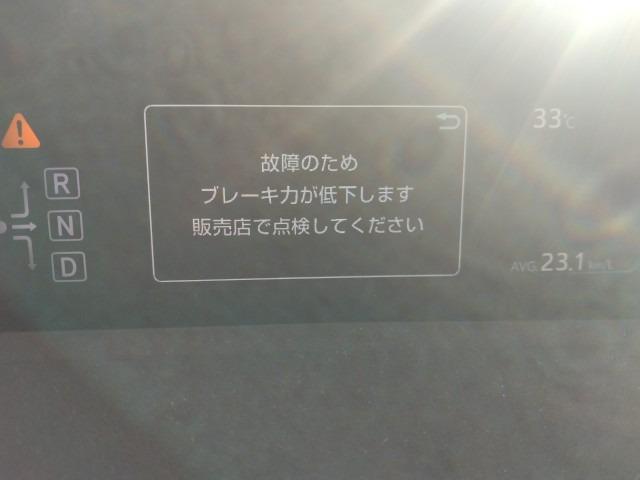 33℃
故障のため
ブレーキ力が低下します
販売店で点検してください
R
N
D
AVG. 23.1 km/L